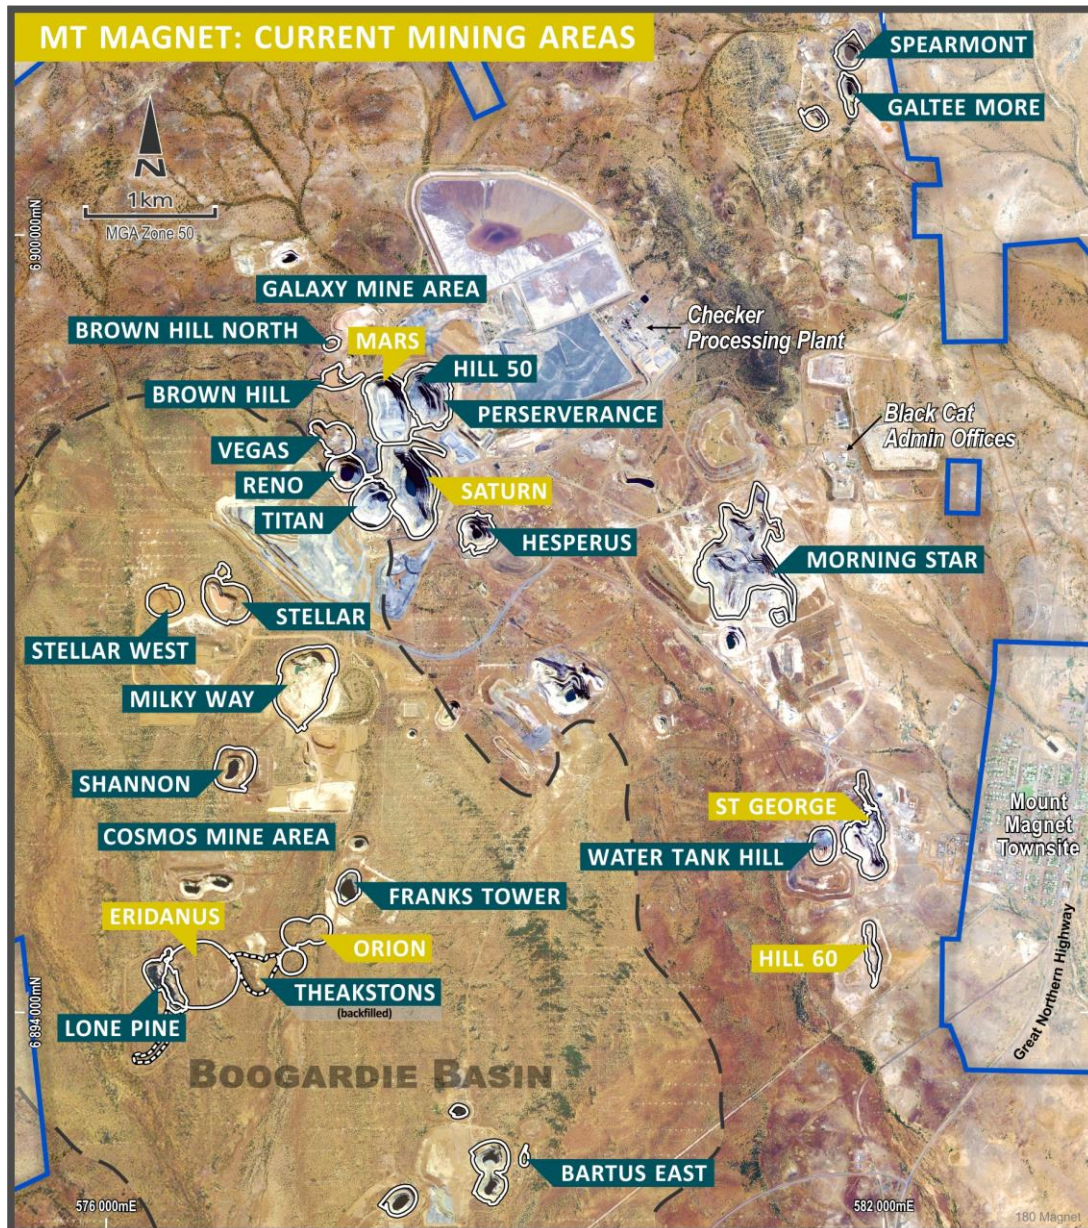 MT MAGNET: CURRENT MINING AREAS
SPEARMONT
GALTEE MORE
N
1km
MGA Zone 50
6 900 000mN
GALAXY MINE AREA
BROWN HILL NORTH
MARS
Checker
Processing Plant
HILL 50
BROWN HILL
PERSERVERANCE
Black Cat
Admin Offices
VEGAS
RENO
SATURN
TITAN
HESPERUS
MORNING STAR
STELLAR
STELLAR WEST
MILKY WAY
SHANNON
ST GEORGE
Mount
Magnet
Townsite
COSMOS MINE AREA
WATER TANK HILL
FRANKS TOWER
ERIDANUS
ORION
HILL 60
THEAKSTONS
(backfilled)
LONE PINE
6 894 000mN
Great Northern Highway
BOOGARDIE BASIN
BARTUS EAST
576 000mE
582 000mE
180 Magnet